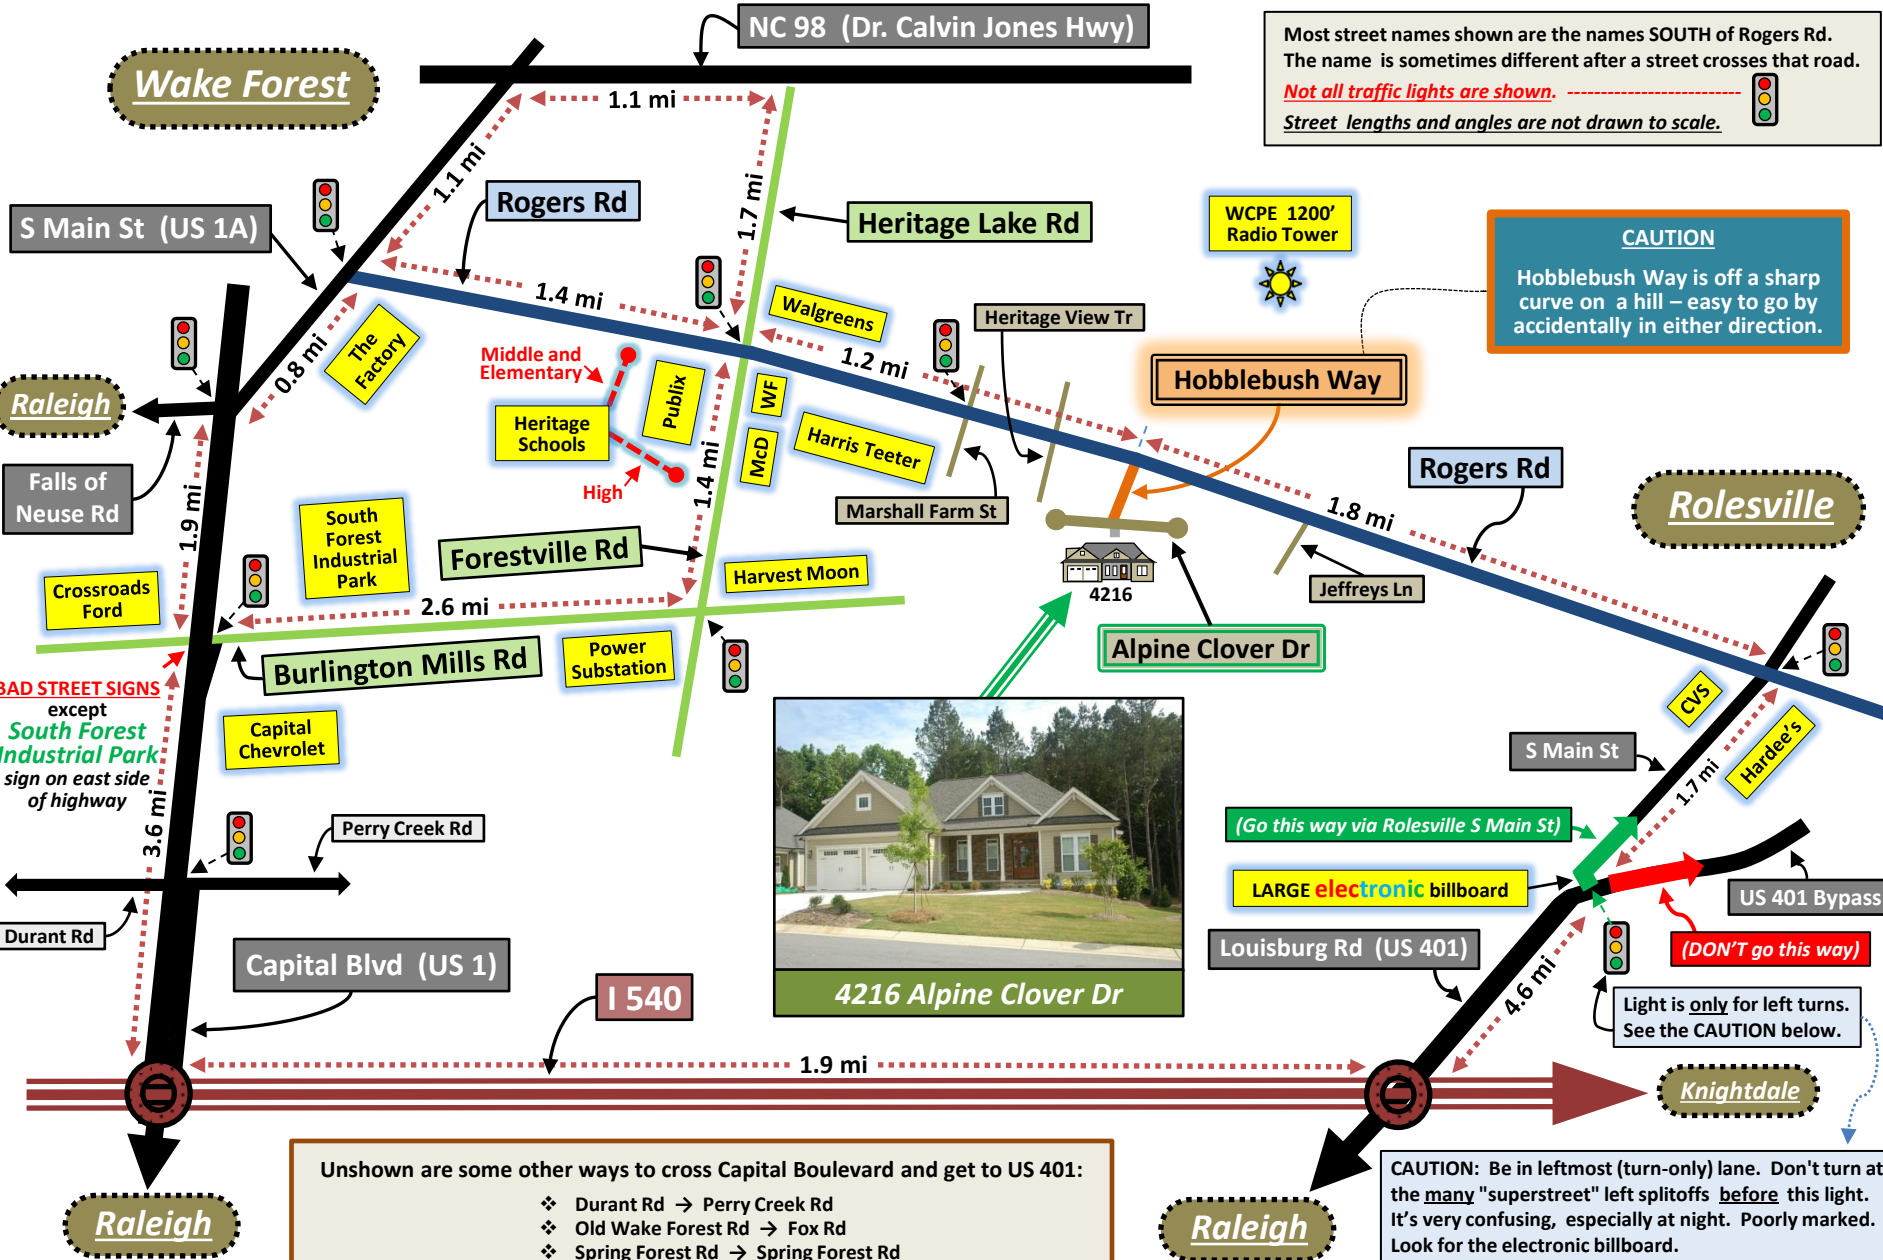 NC 98  (Dr. Calvin Jones Hwy)
Wake Forest
Most street names shown are the names SOUTH of Rogers Rd.
The name  is sometimes different after a street crosses that road.
Not all traffic lights are shown. --------------------------
Street  lengths and angles are not drawn to scale.
1.1 mi
1.1 mi
1.7 mi
S Main St  (US 1A)
Rogers Rd
Heritage Lake Rd
WCPE  1200’
Radio Tower
CAUTION
Hobblebush Way is off a sharp
curve on  a hill – easy to go by
accidentally in either direction.
1.4 mi
Walgreens
Heritage View Tr
The
Factory
0.8 mi
Middle and
Elementary
Publix
WF
1.2 mi
Hobblebush Way
Raleigh
Heritage
Schools
McD
Harris Teeter
High
1.4 mi
Falls of
Neuse Rd
1.9 mi
Marshall Farm St
Rogers Rd
1.8 mi
Rolesville
South
Forest
Industrial
Park
Forestville Rd
Harvest Moon
Crossroads
Ford
2.6 mi
4216
Jeffreys Ln
Burlington Mills Rd
Power
Substation
Alpine Clover Dr
BAD STREET SIGNS
except
South Forest
Industrial Park
sign on east side
of highway
Capital
Chevrolet
CVS
Hardee's
S Main St
1.7 mi
3.6 mi
Perry Creek Rd
(Go this way via Rolesville S Main St)
LARGE electronic billboard
US 401 Bypass
Durant Rd
Capital Blvd  (US 1)
Louisburg Rd  (US 401)
(DON’T go this way)
I 540
4216 Alpine Clover Dr
4.6 mi
Light is only for left turns.
See the CAUTION below.
1.9 mi
Knightdale
Unshown are some other ways to cross Capital Boulevard and get to US 401:
❖ Durant Rd → Perry Creek Rd
❖ Old Wake Forest Rd → Fox Rd
❖ Spring Forest Rd → Spring Forest Rd
Raleigh
Raleigh
CAUTION:  Be in leftmost (turn-only) lane.  Don't turn at
the many "superstreet" left splitoffs  before  this light.
It’s very confusing,  especially at night.  Poorly marked.
Look for the electronic billboard.